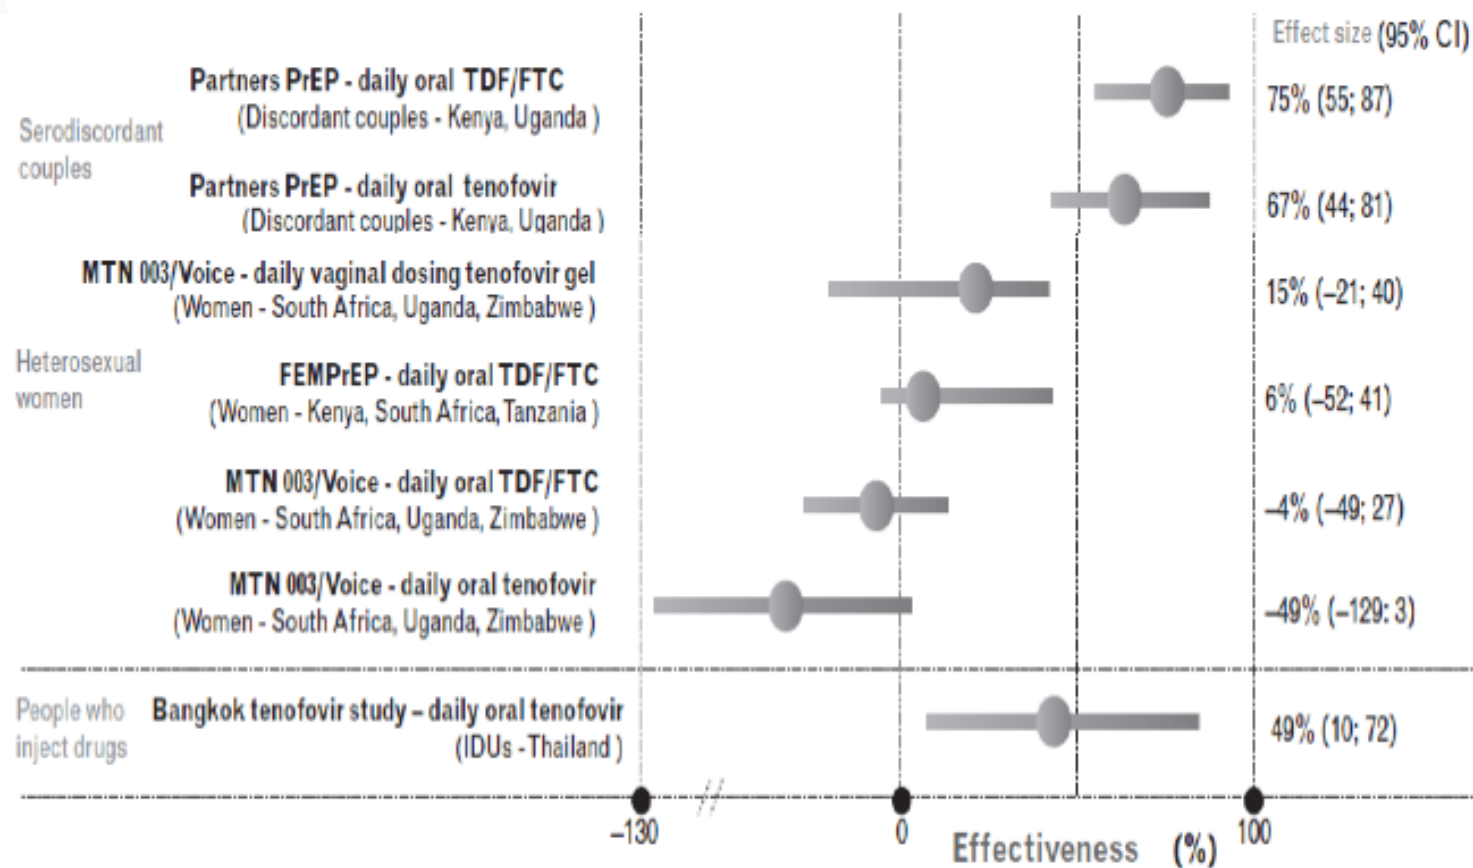 Effect size (95% CI)
Serodiscordant
couples
Partners PrEP - daily oral TDF/FTC
(Discordant couples - Kenya, Uganda )
75% (55; 87)
Partners PrEP - daily oral tenofovir
(Discordant couples - Kenya, Uganda )
67% (44; 81)
Heterosexual
women
MTN 003/Voice - daily vaginal dosing tenofovir gel
(Women - South Africa, Uganda, Zimbabwe )
15% (–21; 40)
FEMPrEP - daily oral TDF/FTC
(Women - Kenya, South Africa, Tanzania )
6% (–52; 41)
MTN 003/Voice - daily oral TDF/FTC
(Women - South Africa, Uganda, Zimbabwe )
–4% (–49; 27)
MTN 003/Voice - daily oral tenofovir
(Women - South Africa, Uganda, Zimbabwe )
–49% (–129: 3)
People who
inject drugs
Bangkok tenofovir study – daily oral tenofovir
(IDUs - Thailand )
49% (10; 72)
–130 // 0 100
Effectiveness (%)